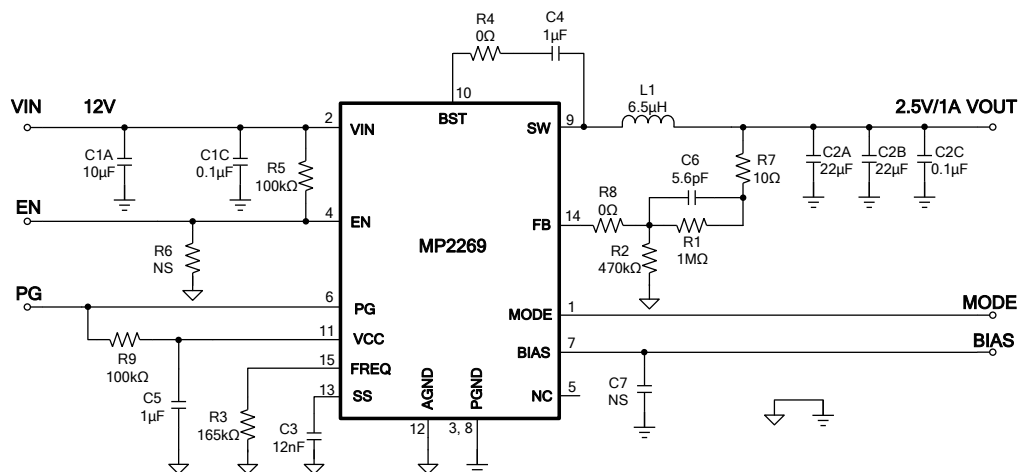 R4
0Ω
C4
1µF
VIN 12V
10
BST
L1
6.5µH
2.5V/1A VOUT
2
VIN
SW
9
C1A
10µF
C1C
0.1µF
R5
100kΩ
C6
5.6pF
R7
10Ω
C2A
22µF
C2B
22µF
C2C
0.1µF
EN
4
EN
R8
0Ω
FB
14
R6
NS
MP2269
R2
470kΩ
R1
1MΩ
PG
6
PG
MODE
1
MODE
11
VCC
BIAS
7
BIAS
R9
100kΩ
15
FREQ
C5
1µF
R3
165kΩ
13
SS
C3
12nF
AGND
PGND
NC
5
C7
NS
12
3, 8